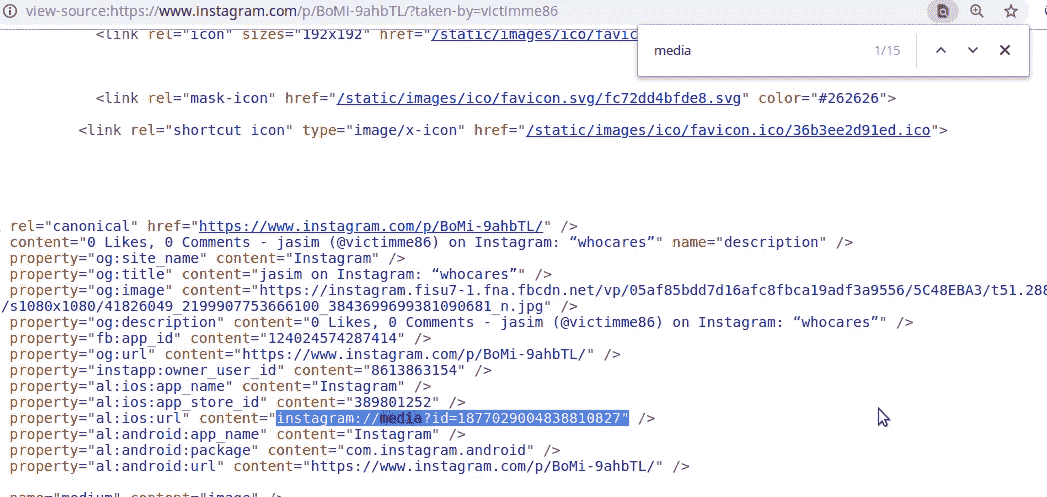 view-source:https://www.instagram.com/p/BoMi-9ahbTL/?taken-by=victimme86
media 1/15
<link rel="icon" sizes="192x192" href="/static/images/ico/favic
<link rel="mask-icon" href="/static/images/ico/favicon.svg/fc72dd4bfde8.svg" color="#262626">
<link rel="shortcut icon" type="image/x-icon" href="/static/images/ico/favicon.ico/36b3ee2d91ed.ico">
rel="canonical" href="https://www.instagram.com/p/BoMi-9ahbTL/" />
content="0 Likes, 0 Comments - jasim (@victimme86) on Instagram: “whocares”" name="description" />
property="og:site_name" content="Instagram" />
property="og:title" content="jasim on Instagram: “whocares”" />
property="og:image" content="https://instagram.fisu7-1.fna.fbcdn.net/vp/05af85bdd7d16afc8fbca19adf3a9556/5C48EBA3/t51.288
/s1080x1080/41826049_2199907753666100_3843699699381090681_n.jpg" />
property="og:description" content="0 Likes, 0 Comments - jasim (@victimme86) on Instagram: “whocares”" />
property="fb:app_id" content="124024574287414" />
property="og:url" content="https://www.instagram.com/p/BoMi-9ahbTL/" />
property="instapp:owner_user_id" content="8613863154" />
property="al:ios:app_name" content="Instagram" />
property="al:ios:app_store_id" content="389801252" />
property="al:ios:url" content="instagram://media?id=1877029004838810827" />
property="al:android:app_name" content="Instagram" />
property="al:android:package" content="com.instagram.android" />
property="al:android:url" content="https://www.instagram.com/p/BoMi-9ahbTL/" />
name="medium" content="image" />